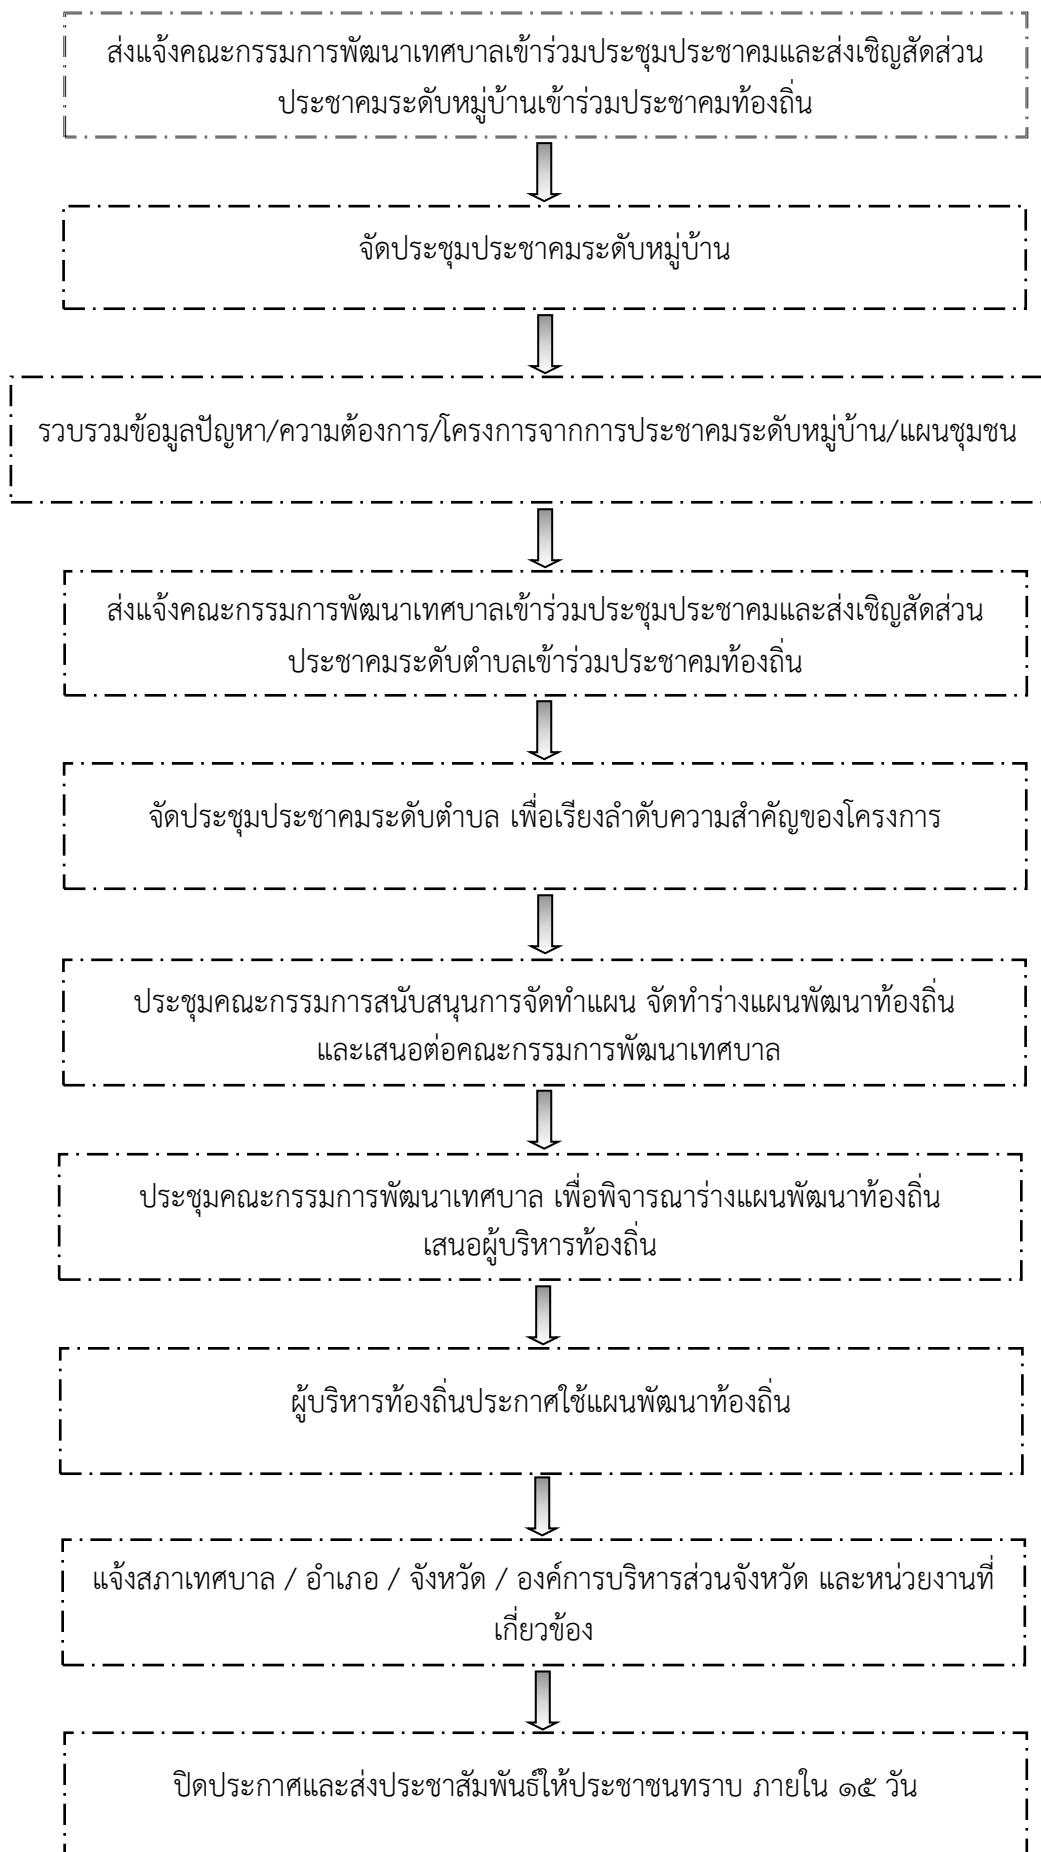 ส่งแจ้งคณะกรรมการพัฒนาเทศบาลเข้าร่วมประชุมประชาคมและส่งเชิญสัดส่วน
ประชาคมระดับหมู่บ้านเข้าร่วมประชาคมท้องถิ่น
จัดประชุมประชาคมระดับหมู่บ้าน
รวบรวมข้อมูลปัญหา/ความต้องการ/โครงการจากการประชาคมระดับหมู่บ้าน/แผนชุมชน
ส่งแจ้งคณะกรรมการพัฒนาเทศบาลเข้าร่วมประชุมประชาคมและส่งเชิญสัดส่วน
ประชาคมระดับตำบลเข้าร่วมประชาคมท้องถิ่น
จัดประชุมประชาคมระดับตำบล เพื่อเรียงลำดับความสำคัญของโครงการ
ประชุมคณะกรรมการสนับสนุนการจัดทำแผน จัดทำร่างแผนพัฒนาท้องถิ่น
และเสนอต่อคณะกรรมการพัฒนาเทศบาล
ประชุมคณะกรรมการพัฒนาเทศบาล เพื่อพิจารณาร่างแผนพัฒนาท้องถิ่น
เสนอผู้บริหารท้องถิ่น
ผู้บริหารท้องถิ่นประกาศใช้แผนพัฒนาท้องถิ่น
แจ้งสภาเทศบาล / อำเภอ / จังหวัด / องค์การบริหารส่วนจังหวัด และหน่วยงานที่
เกี่ยวข้อง
ปิดประกาศและส่งประชาสัมพันธ์ให้ประชาชนทราบ ภายใน ๑๕ วัน